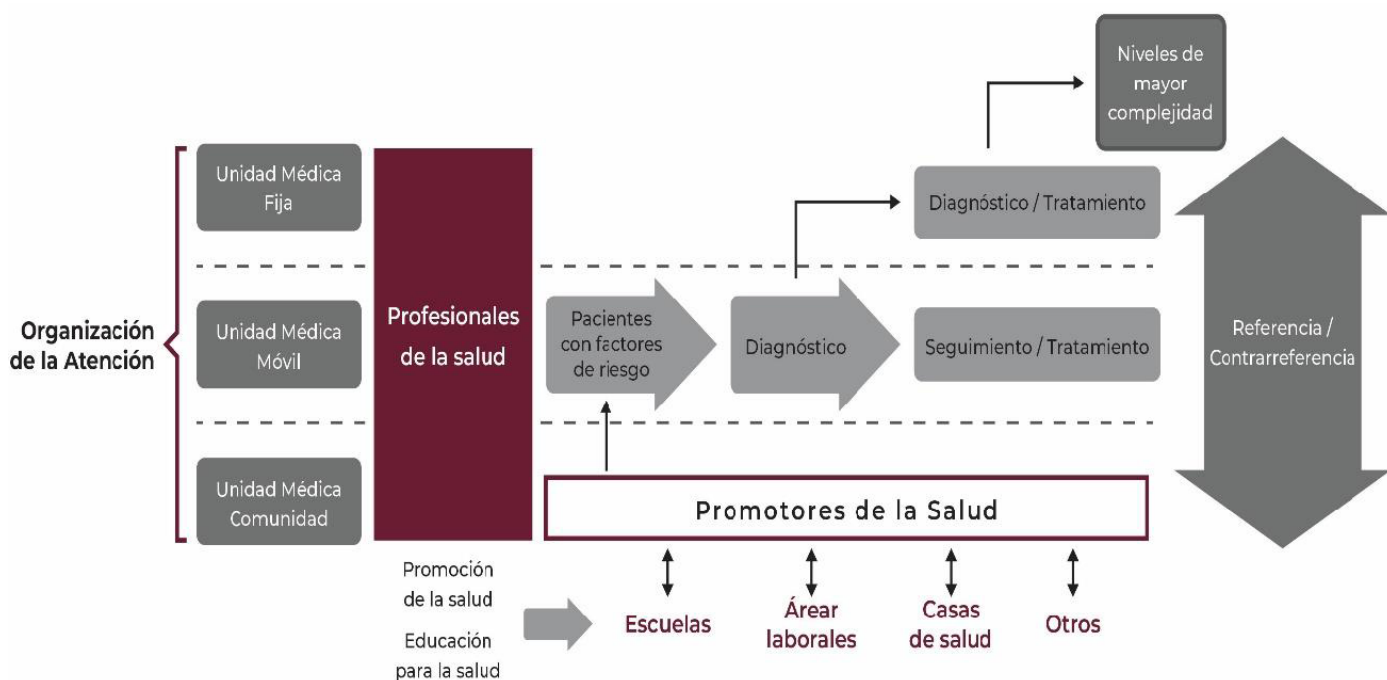 Niveles de
mayor
complejidad
Unidad Médica
Fija
Diagnóstico / Tratamiento
Organización
de la Atención
Unidad Médica
Móvil
Profesionales
de la salud
Pacientes
con factores
de riesgo
Diagnóstico
Seguimiento / Tratamiento
Referencia /
Contrarreferencia
Unidad Médica
Comunidad
Promotores de la Salud
Promoción
de la salud
Educación
para la salud
Escuelas
Árear
laborales
Casas
de salud
Otros